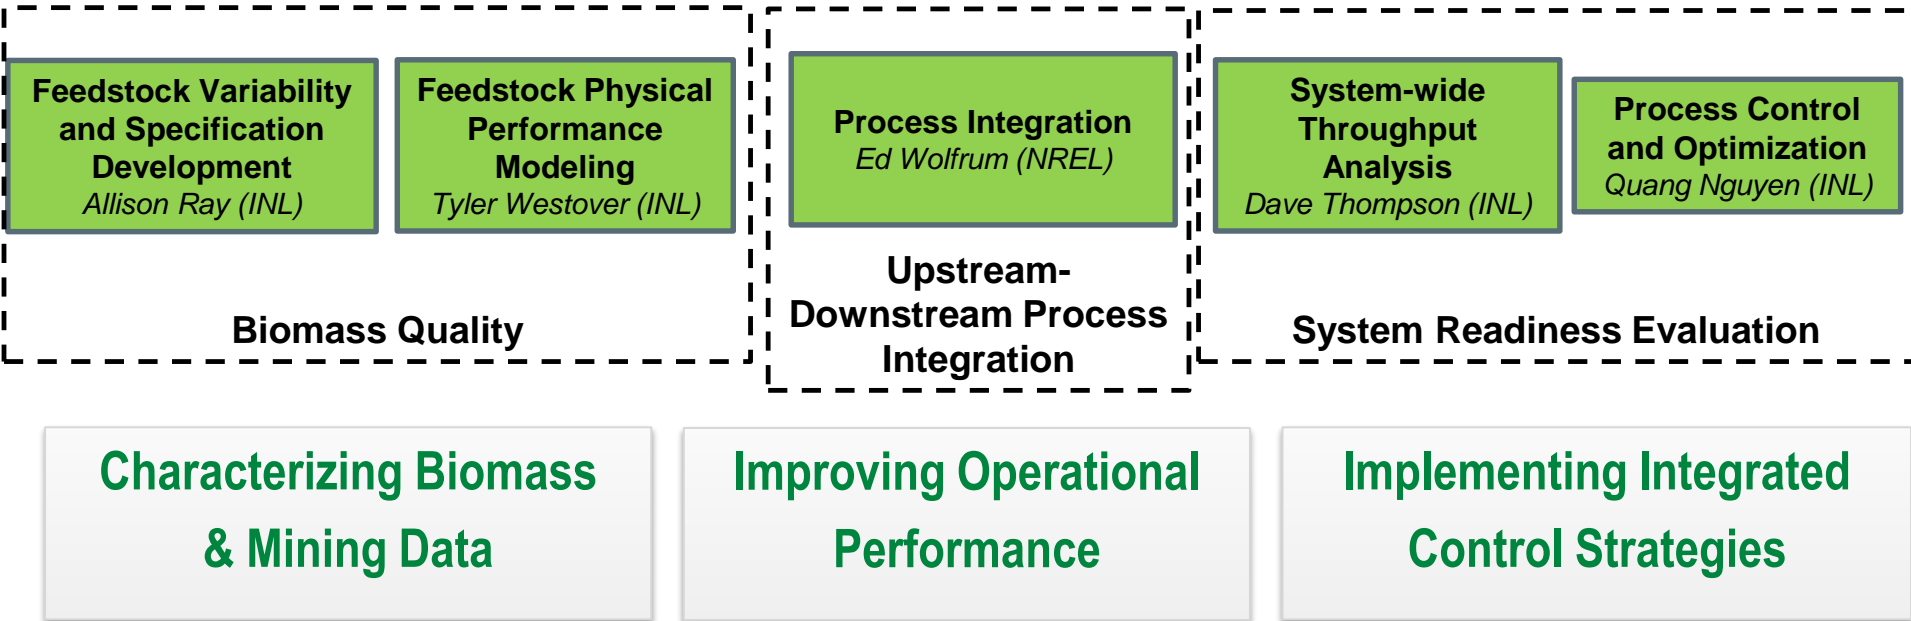 Feedstock Variability
and Specification
Development
Allison Ray (INL)
Feedstock Physical
Performance
Modeling
Tyler Westover (INL)
Biomass Quality
Process Integration
Ed Wolfrum (NREL)
Upstream-
Downstream Process
Integration
System-wide
Throughput
Analysis
Dave Thompson (INL)
Process Control
and Optimization
Quang Nguyen (INL)
System Readiness Evaluation
Characterizing Biomass
& Mining Data
Improving Operational
Performance
Implementing Integrated
Control Strategies